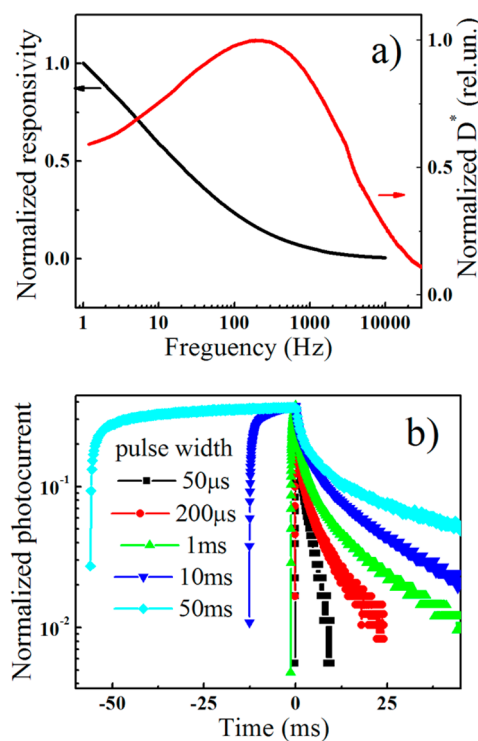 a)
Normalized responsivity
1.0
0.5
0.0
Normalized D* (rel.un.)
1.0
0.5
0.0
1 10 100 1000 10000
Freguency (Hz)
b)
Normalized photocurrent
10-1
10-2
pulse width
50μs
200μs
1ms
10ms
50ms
-50 -25 0 25
Time (ms)